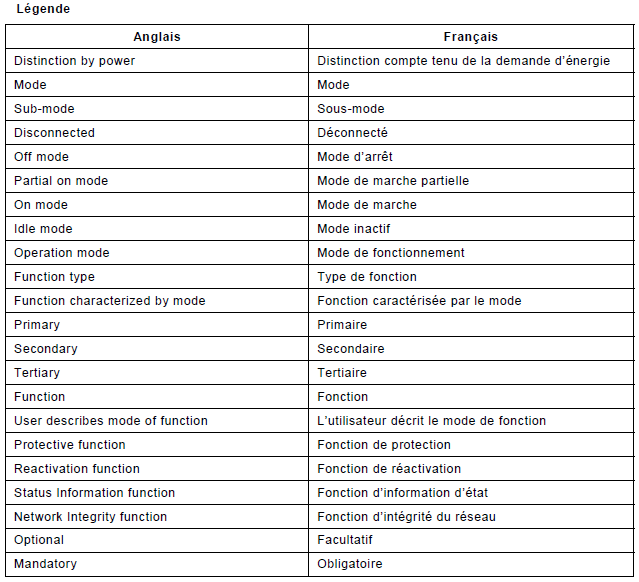 Légende
Anglais Français
Distinction by power Distinction compte tenu de la demande d’énergie
Mode Mode
Sub-mode Sous-mode
Disconnected Déconnecté
Off mode Mode d’arrêt
Partial on mode Mode de marche partielle
On mode Mode de marche
Idle mode Mode inactif
Operation mode Mode de fonctionnement
Function type Type de fonction
Function characterized by mode Fonction caractérisée par le mode
Primary Primaire
Secondary Secondaire
Tertiary Tertiaire
Function Fonction
User describes mode of function L’utilisateur décrit le mode de fonction
Protective function Fonction de protection
Reactivation function Fonction de réactivation
Status Information function Fonction d’information d’état
Network Integrity function Fonction d’intégrité du réseau
Optional Facultatif
Mandatory Obligatoire